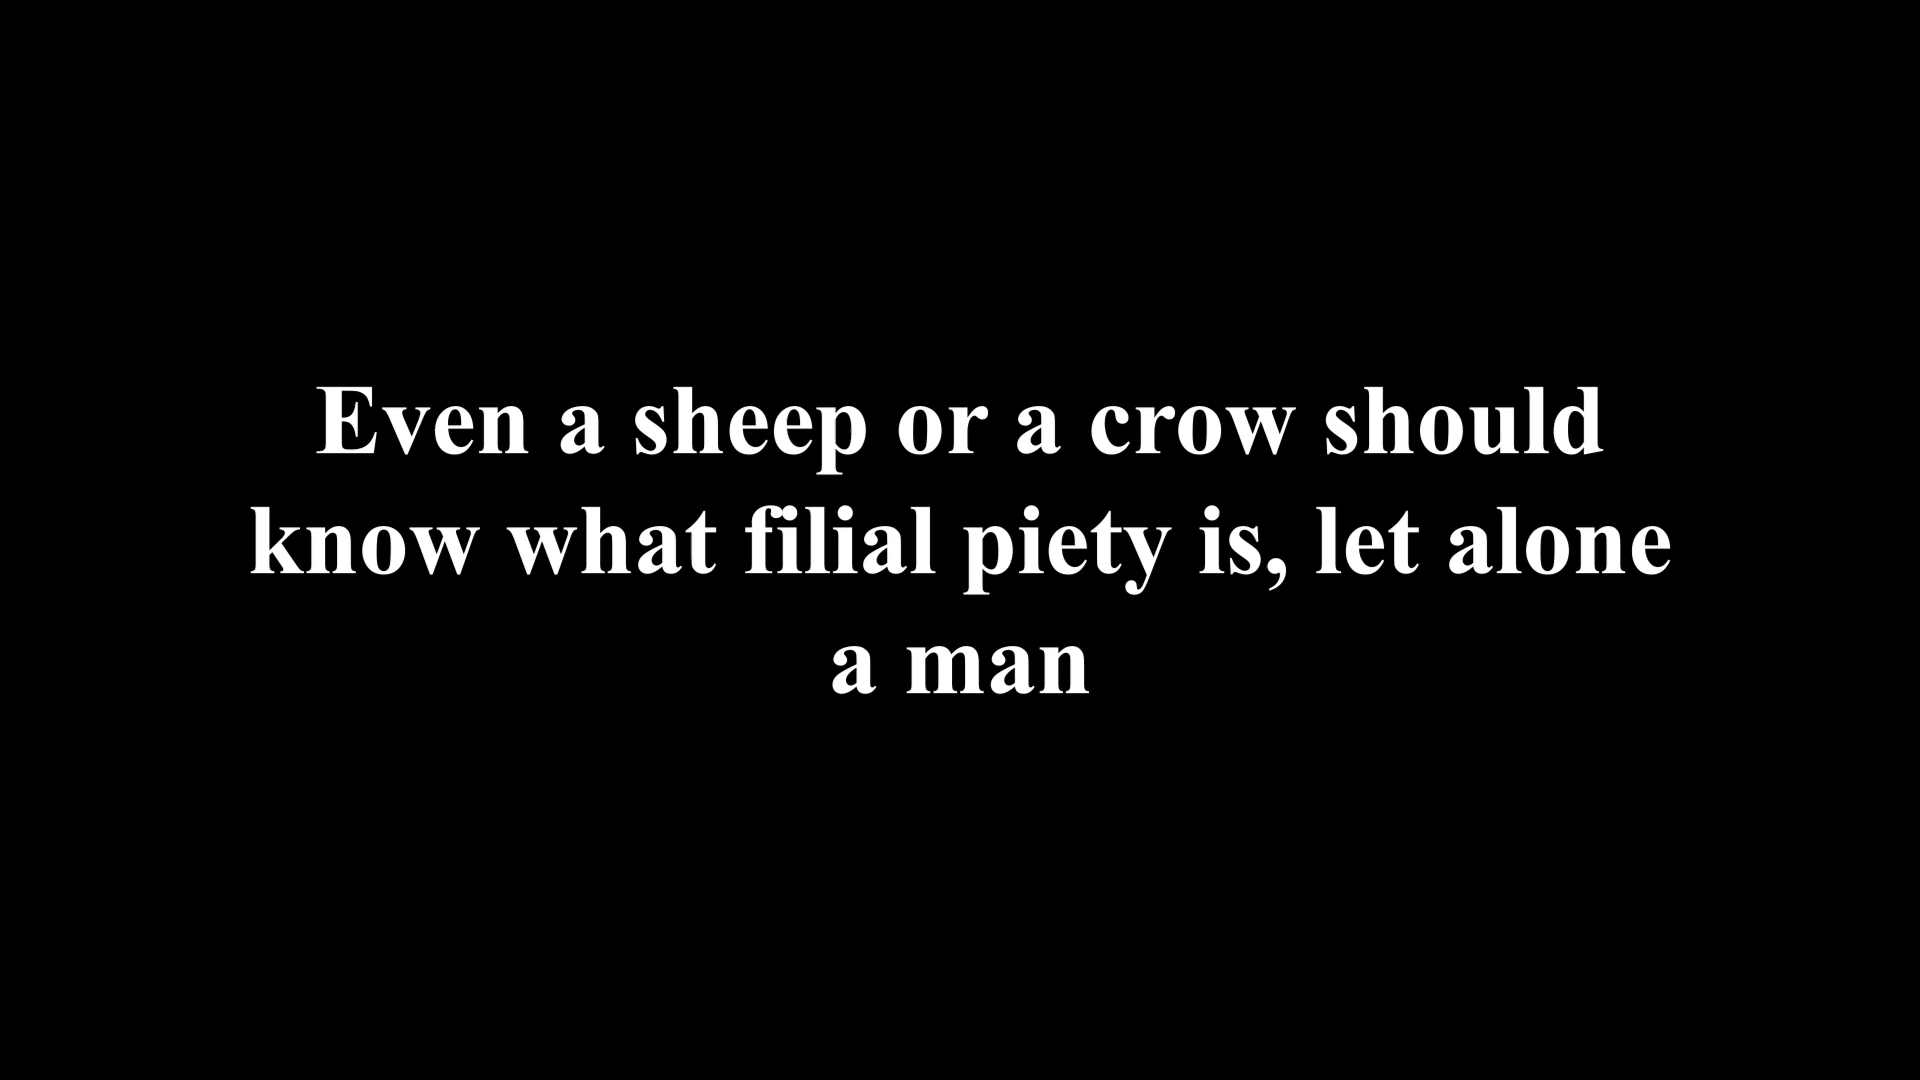 Even a sheep or a crow should
know what filial piety is, let alone
a man